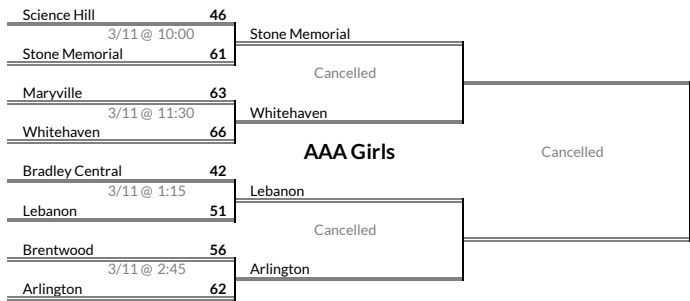 Science Hill 46
3/11 @ 10:00
Stone Memorial
Stone Memorial 61
Cancelled
Maryville 63
3/11 @ 11:30
Whitehaven
Whitehaven 66
AAA Girls
Cancelled
Bradley Central 42
3/11 @ 1:15
Lebanon
Lebanon 51
Cancelled
Brentwood 56
3/11 @ 2:45
Arlington
Arlington 62